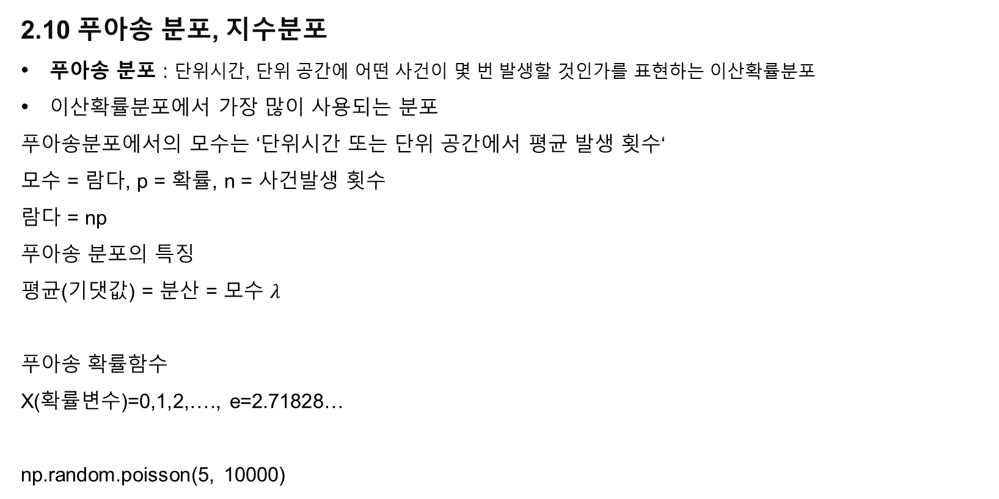 2.10 푸아송 분포, 지수분포
• 푸아송 분포 : 단위시간, 단위 공간에 어떤 사건이 몇 번 발생할 것인가를 표현하는 이산확률분포
• 이산확률분포에서 가장 많이 사용되는 분포
푸아송분포에서의 모수는 ‘단위시간 또는 단위 공간에서 평균 발생 횟수‘
모수 = 람다, p = 확률, n = 사건발생 횟수
람다 = np
푸아송 분포의 특징
평균(기댓값) = 분산 = 모수 λ
푸아송 확률함수
X(확률변수)=0,1,2,…., e=2.71828…
np.random.poisson(5, 10000)